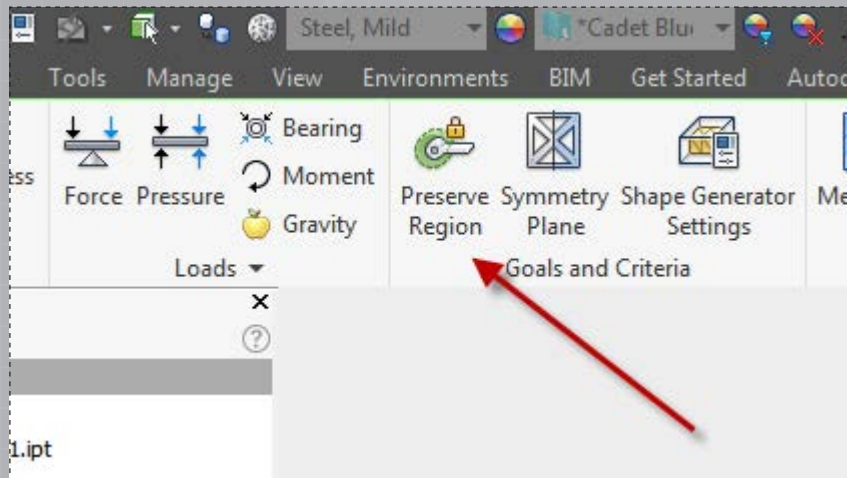 Steel, Mild
*Cadet Blu
Tools Manage View Environments BIM Get Started Autod
ess
Force Pressure
Bearing
Moment
Gravity
Preserve Region
Symmetry Plane
Shape Generator Settings
Me
Loads
Goals and Criteria
1.ipt